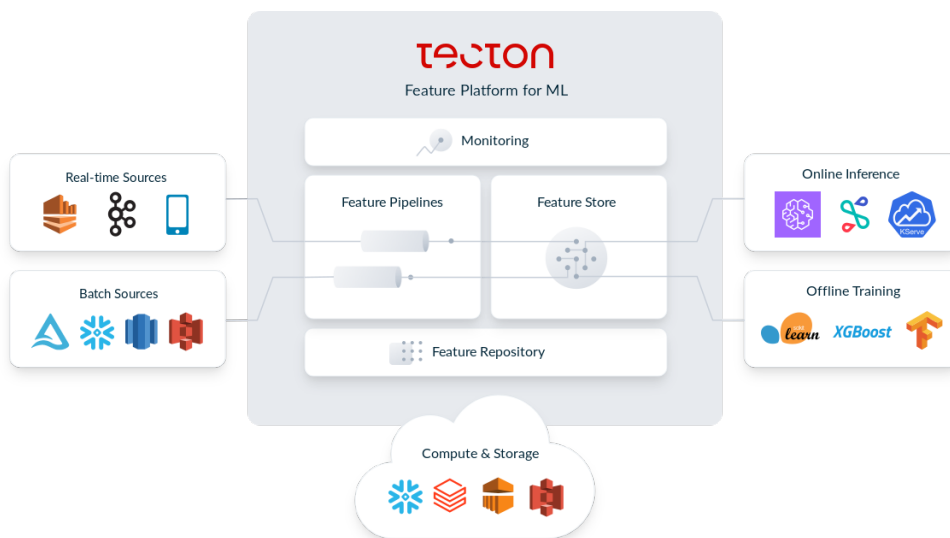 tecton
Feature Platform for ML
Monitoring
Real-time Sources
Feature Pipelines
Feature Store
Online Inference
KServe
Batch Sources
Offline Training
learn
XGBoost
Feature Repository
Compute & Storage